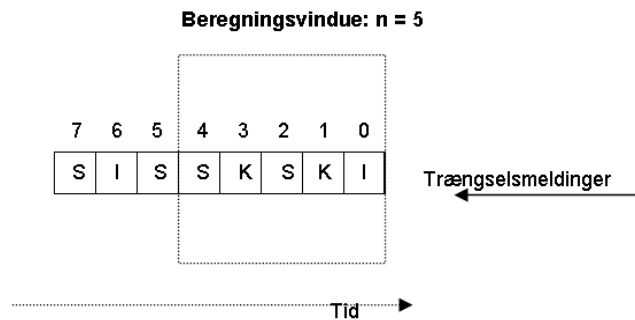 Beregningsvindue: n = 5
7 6 5 4 3 2 1 0
S I S S K S K I
Trængselsmeldinger
Tid